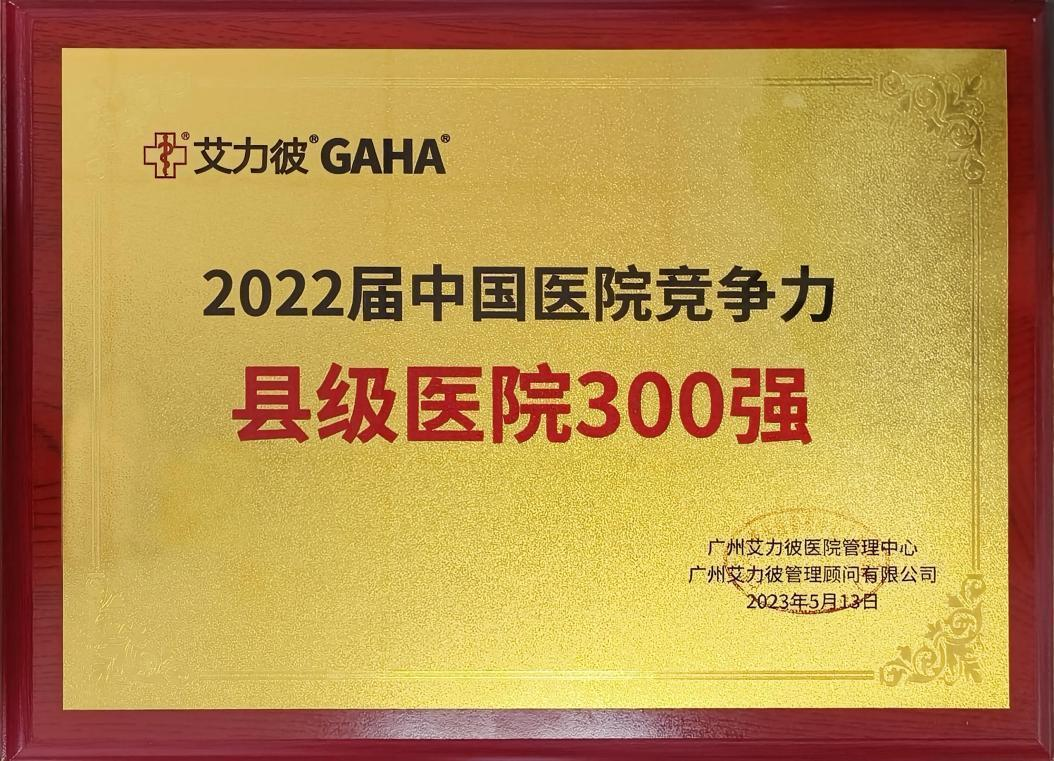 艾力彼® GAHA®
2022届中国医院竞争力
县级医院300强
广州艾力彼医院管理中心
广州艾力彼管理顾问有限公司
2023年5月13日